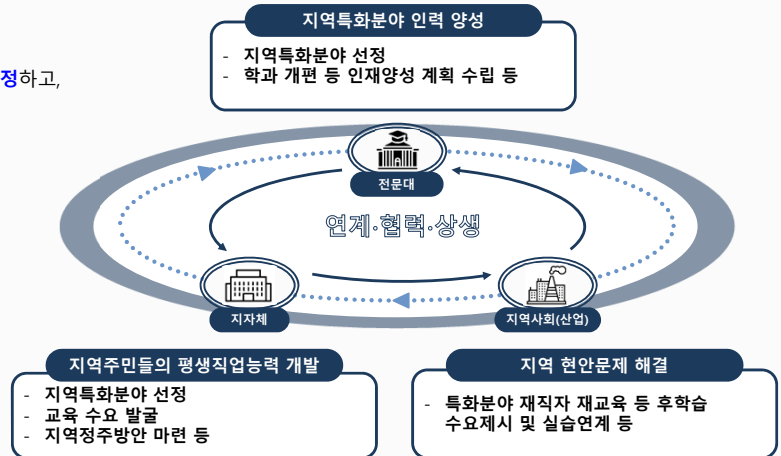 지역특화분야 인력 양성
- 지역특화분야 선정
- 학과 개편 등 인재양성 계획 수립 등
정하고,
전문대
연계·협력·상생
지자체
지역사회(산업)
지역주민들의 평생직업능력 개발
- 지역특화분야 선정
- 교육 수요 발굴
- 지역정주방안 마련 등
지역 현안문제 해결
- 특화분야 재직자 재교육 등 후학습
수요제시 및 실습연계 등